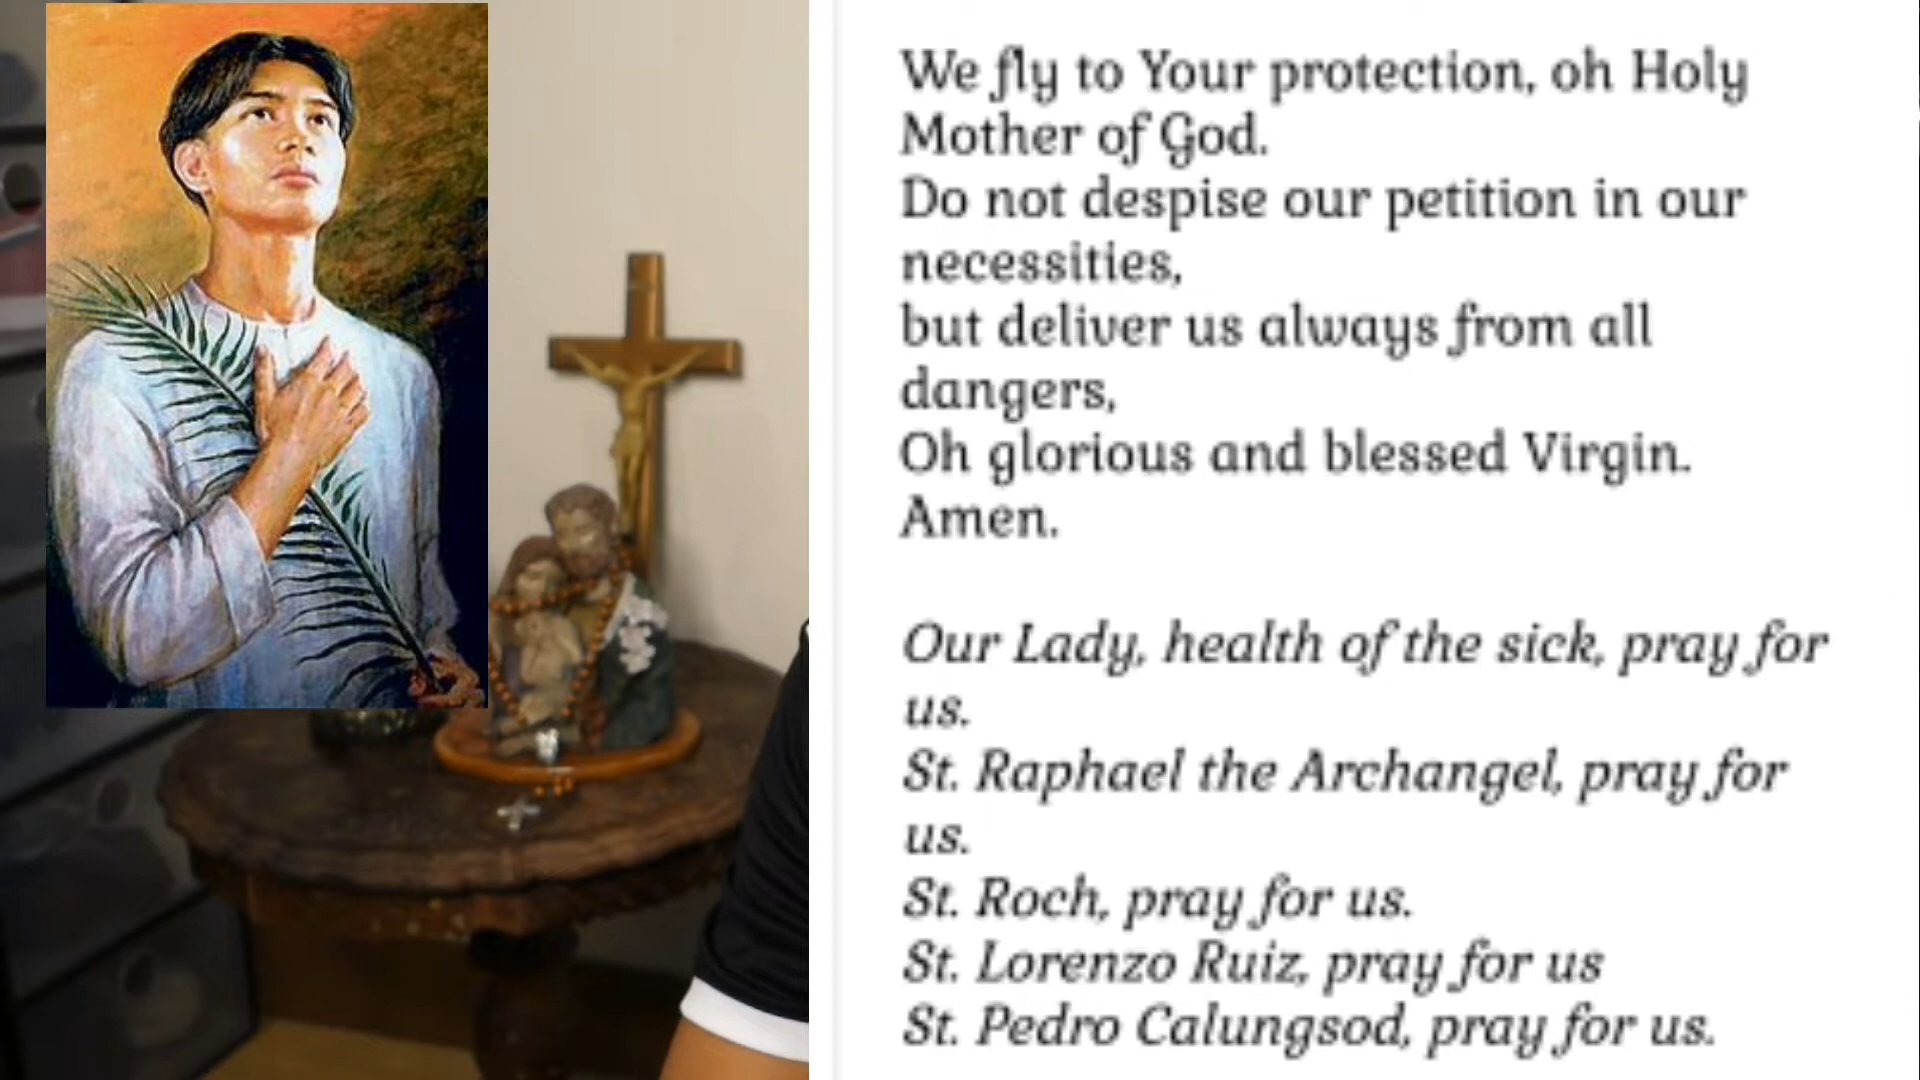 We fly to Your protection, oh Holy
Mother of God.
Do not despise our petition in our
necessities,
but deliver us always from all
dangers,
Oh glorious and blessed Virgin.
Amen.
Our Lady, health of the sick, pray for
us.
St. Raphael the Archangel, pray for
us.
St. Roch, pray for us.
St. Lorenzo Ruiz, pray for us
St. Pedro Calungsod, pray for us.